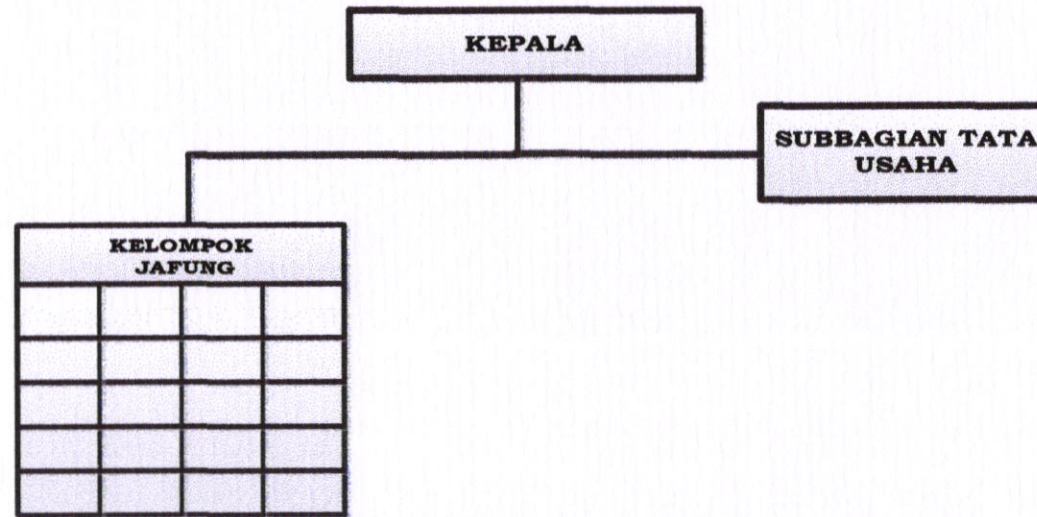 KEPALA
SUBBAGIAN TATA
USAHA
KELOMPOK
JAFUNG